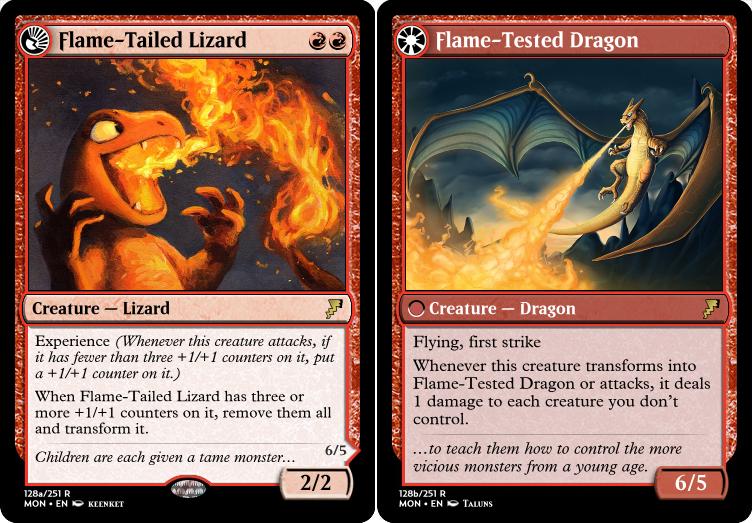 Flame-Tailed Lizard
Creature — Lizard
Experience (Whenever this creature attacks, if
it has fewer than three +1/+1 counters on it, put
a +1/+1 counter on it.)
When Flame-Tailed Lizard has three or
more +1/+1 counters on it, remove them all
and transform it.
Children are each given a tame monster...
6/5
2/2
128a/251 R
MON • EN KEENKET
Flame-Tested Dragon
Creature — Dragon
Flying, first strike
Whenever this creature transforms into
Flame-Tested Dragon or attacks, it deals
1 damage to each creature you don't
control.
...to teach them how to control the more
vicious monsters from a young age.
6/5
128b/251 R
MON • EN TALUNS